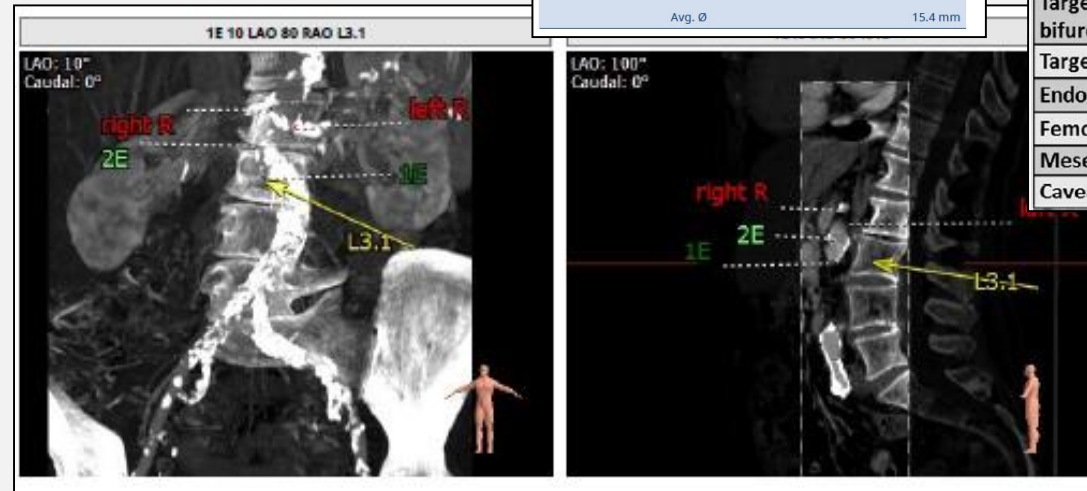 Avg. Ø 15.4 mm
1E 10 LAO 80 RAO L3.1
LAO: 10°
Caudal: 0°
right R
left R
2E
1E
L3.1
LAO: 100°
Caudal: 0°
right R
2E
1E
L3.1
Targe
bifur
Targe
Endo
Femo
Mese
Cave